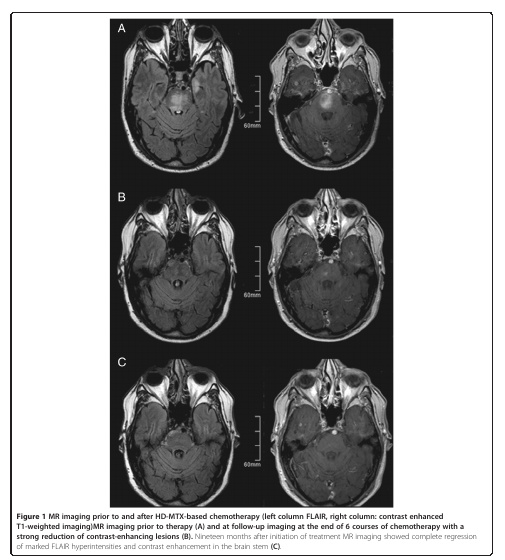 A
60mm
B
60mm
C
60mm
Figure 1 MR imaging prior to and after HD-MTX-based chemotherapy (left column FLAIR, right column: contrast enhanced
T1-weighted imaging)MR imaging prior to therapy (A) and at follow-up imaging at the end of 6 courses of chemotherapy with a
strong reduction of contrast-enhancing lesions (B). Nineteen months after initiation of treatment MR imaging showed complete regression
of marked FLAIR hyperintensities and contrast enhancement in the brain stem (C).